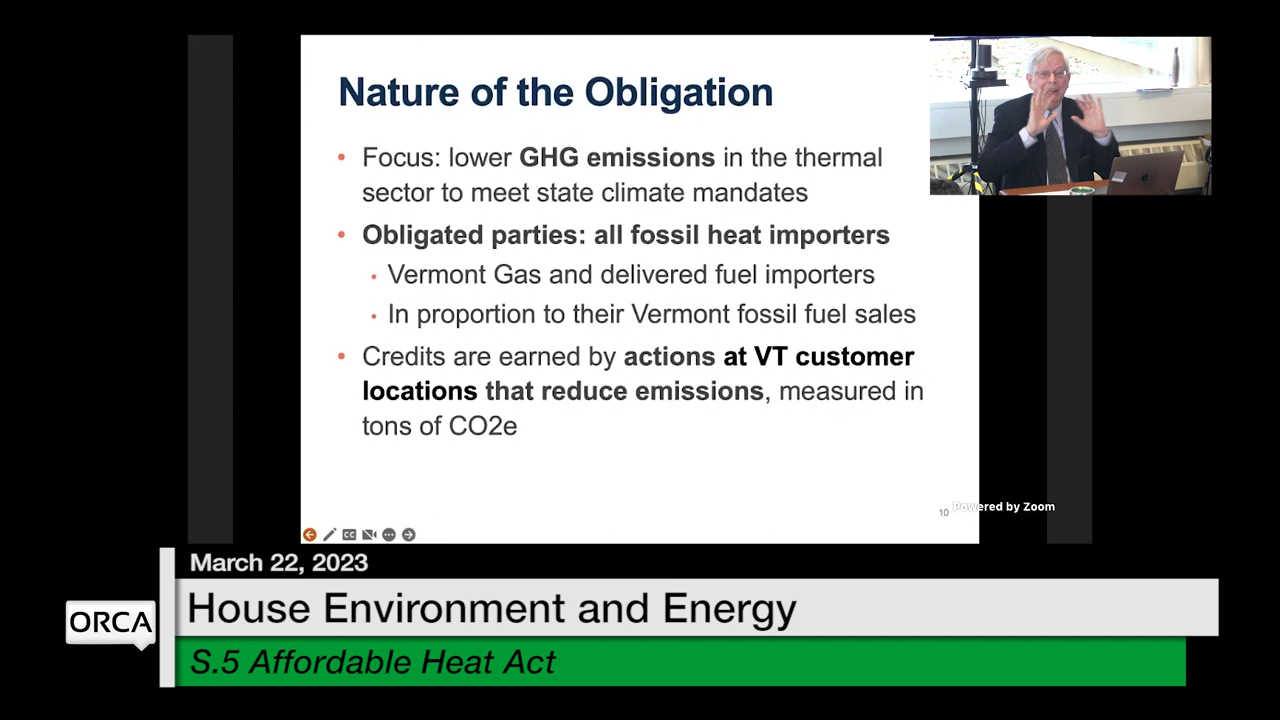 Nature of the Obligation
• Focus: lower GHG emissions in the thermal
sector to meet state climate mandates
• Obligated parties: all fossil heat importers
• Vermont Gas and delivered fuel importers
• In proportion to their Vermont fossil fuel sales
• Credits are earned by actions at VT customer
locations that reduce emissions, measured in
tons of CO2e
10
Powered by Zoom
CC
March 22, 2023
House Environment and Energy
ORCA
S.5 Affordable Heat Act